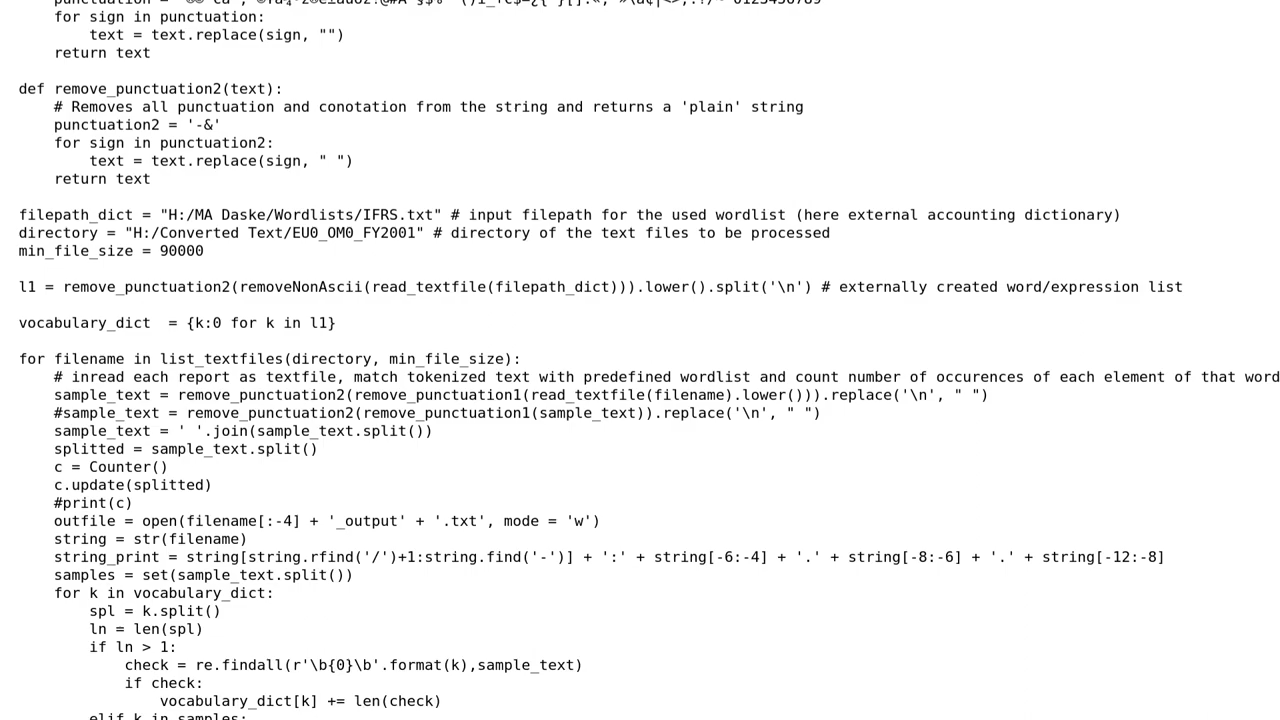 for sign in punctuation:
text = text.replace(sign, "")
return text
def remove_punctuation2(text):
# Removes all punctuation and conotation from the string and returns a 'plain' string
punctuation2 = '-&'
for sign in punctuation2:
text = text.replace(sign, " ")
return text
filepath_dict = "H:/MA Daske/Wordlists/IFRS.txt" # input filepath for the used wordlist (here external accounting dictionary)
directory = "H:/Converted Text/EU0_OM0_FY2001" # directory of the text files to be processed
min_file_size = 90000
l1 = remove_punctuation2(removeNonAscii(read_textfile(filepath_dict))).lower().split('\n') # externally created word/expression list
vocabulary_dict  = {k:0 for k in l1}
for filename in list_textfiles(directory, min_file_size):
# inread each report as textfile, match tokenized text with predefined wordlist and count number of occurences of each element of that word
sample_text = remove_punctuation2(remove_punctuation1(read_textfile(filename).lower())).replace('\n', " ")
#sample_text = remove_punctuation2(remove_punctuation1(sample_text)).replace('\n', " ")
sample_text = ' '.join(sample_text.split())
splitted = sample_text.split()
c = Counter()
c.update(splitted)
#print(c)
outfile = open(filename[:-4] + '_output' + '.txt', mode = 'w')
string = str(filename)
string_print = string[string.rfind('/')+1:string.find('-')] + ':' + string[-6:-4] + '.' + string[-8:-6] + '.' + string[-12:-8]
samples = set(sample_text.split())
for k in vocabulary_dict:
spl = k.split()
ln = len(spl)
if ln > 1:
check = re.findall(r'\b{0}\b'.format(k),sample_text)
if check:
vocabulary_dict[k] += len(check)
elif k in samples: